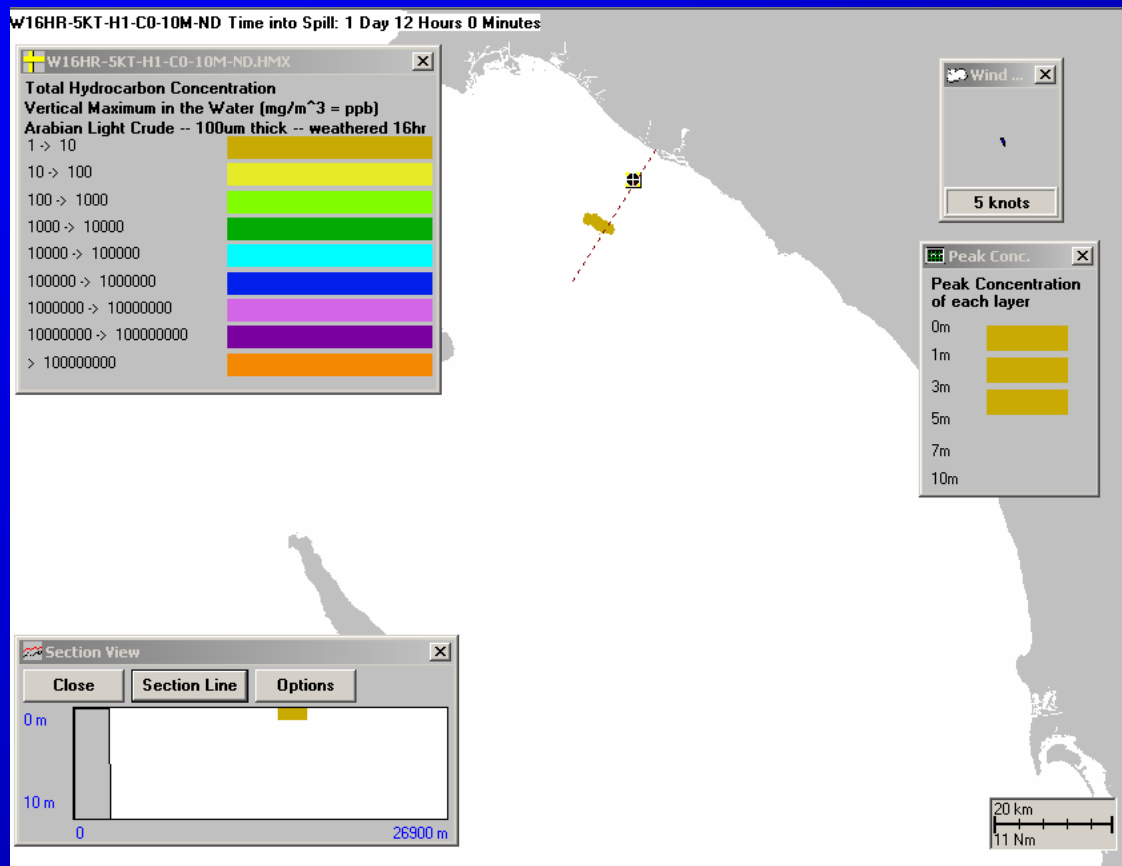 W16HR-5KT-H1-C0-10M-ND Time into Spill: 1 Day 12 Hours 0 Minutes
W16HR-5KT-H1-C0-10M-ND.HMX
Total Hydrocarbon Concentration
Vertical Maximum in the Water (mg/m^3 = ppb)
Arabian Light Crude -- 100um thick -- weathered 16hr
1 -> 10
10 -> 100
100 -> 1000
1000 -> 10000
10000 -> 100000
100000 -> 1000000
1000000 -> 10000000
10000000 -> 100000000
> 100000000
Wind ...
5 knots
Peak Conc.
Peak Concentration
of each layer
0m
1m
3m
5m
7m
10m
Section View
Close Section Line Options
0 m
10 m
0 26900 m
20 km
11 Nm